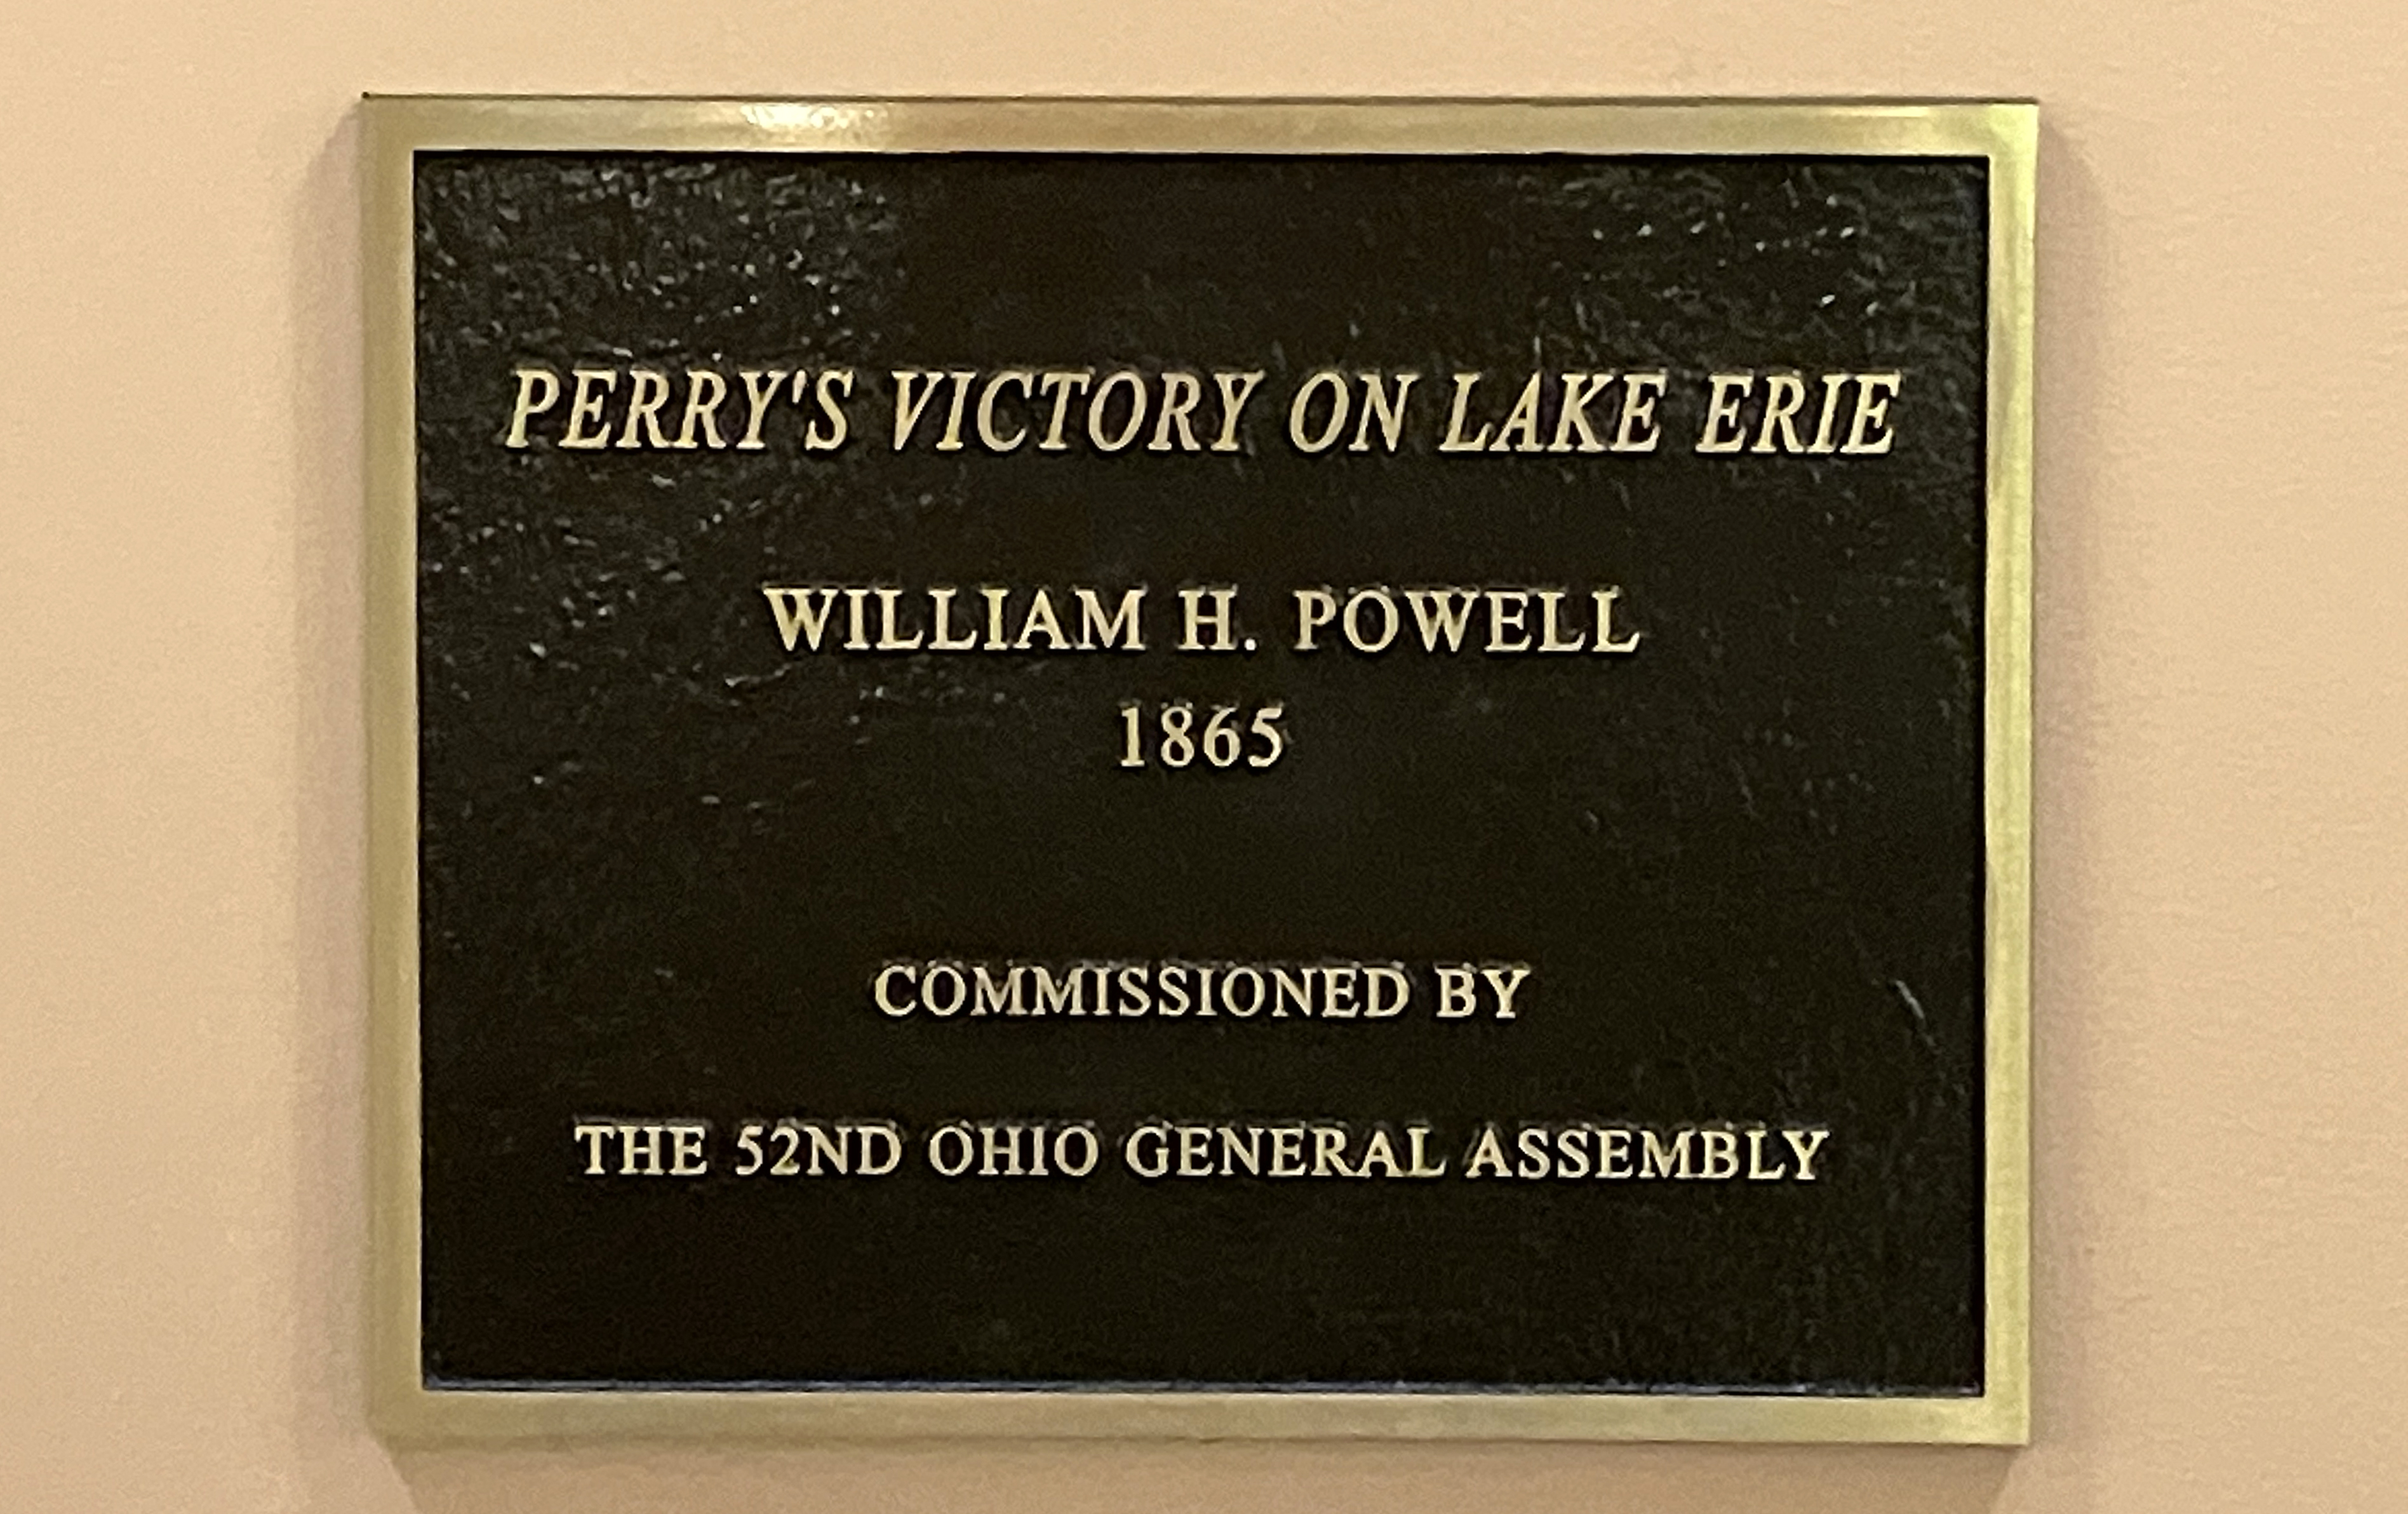 PERRY'S VICTORY ON LAKE ERIE
WILLIAM H. POWELL
1865
COMMISSIONED BY
THE 52ND OHIO GENERAL ASSEMBLY